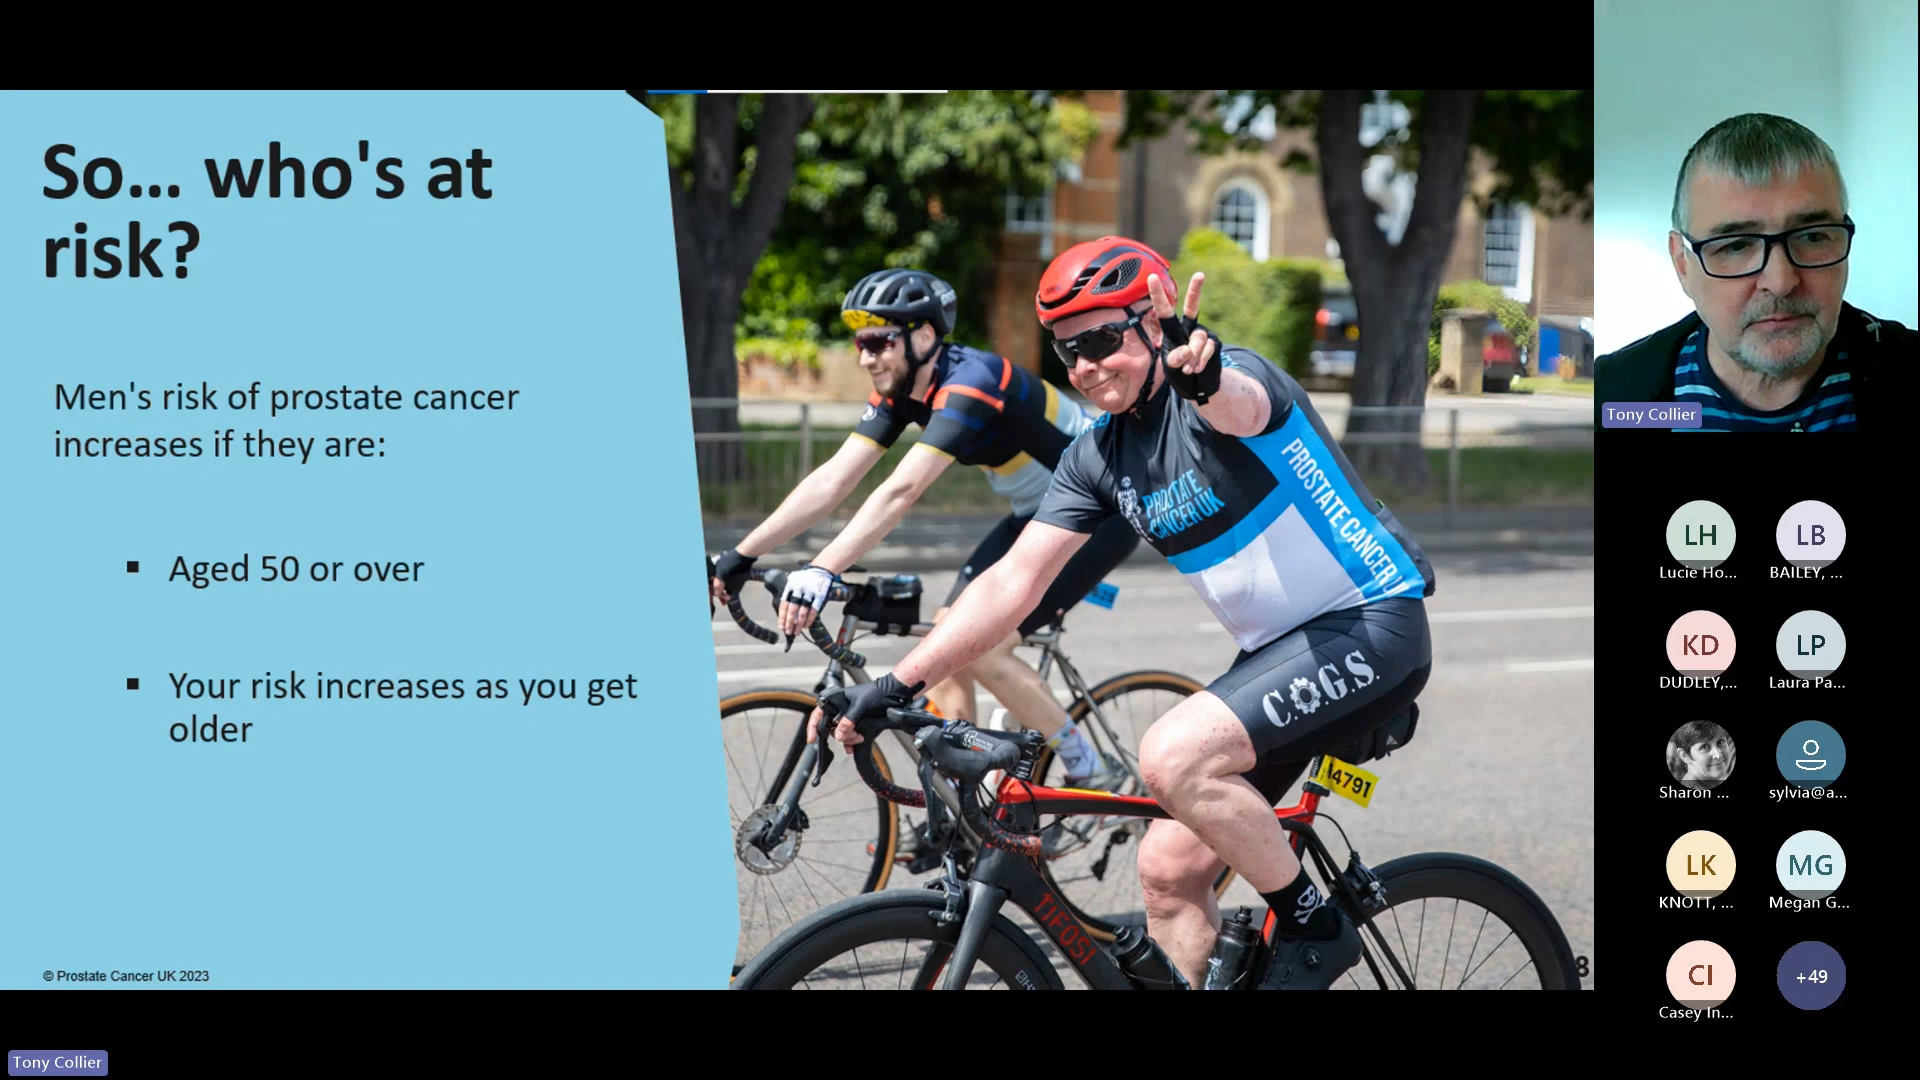 So... who's at
risk?
Men's risk of prostate cancer
increases if they are:
▪ Aged 50 or over
▪ Your risk increases as you get
older
© Prostate Cancer UK 2023
PROSTATE
CANCER UK
PROSTATE CANCER U
C.O.G.S.
4791
TIFOSI
8
Tony Collier
LH
Lucie Ho...
LB
BAILEY, ...
KD
DUDLEY,...
LP
Laura Pa...
Sharon ...
sylvia@a...
LK
KNOTT, ...
MG
Megan G...
CI
Casey In...
+49
Tony Collier